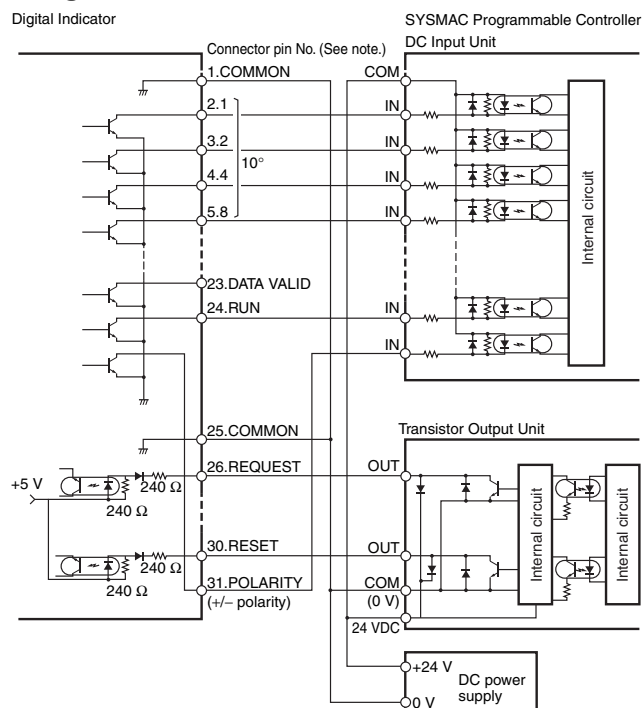 Digital Indicator
SYSMAC Programmable Controller
DC Input Unit
Connector pin No. (See note.)
1.COMMON
COM
2.1
IN
3.2
IN
10°
4.4
IN
5.8
IN
Internal circuit
23.DATA VALID
24.RUN
IN
IN
25.COMMON
Transistor Output Unit
26.REQUEST
OUT
+5 V
240 Ω
240 Ω
Internal circuit
Internal circuit
30.RESET
OUT
240 Ω
240 Ω
31.POLARITY
(+/− polarity)
COM
(0 V)
24 VDC
+24 V
DC power
supply
0 V